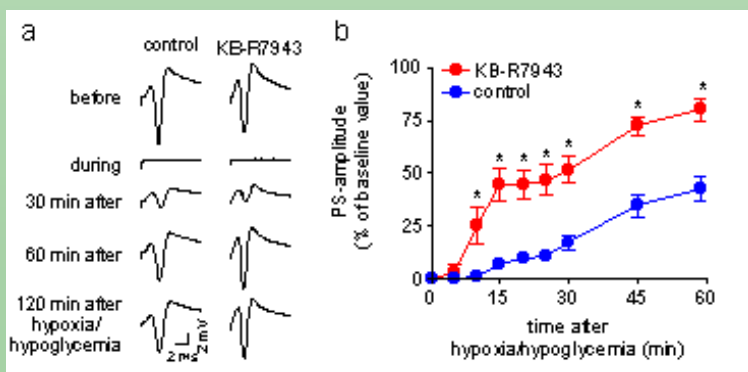 a
control KB-R7943
before
during
30 min after
60 min after
120 min after
hypoxia/
hypoglycemia
2 ms
2 mV
b
PS-amplitude
(% of baseline value)
100
75
50
25
0
KB-R7943
control
* * * * * * * *
0 15 30 45 60
time after
hypoxia/hypoglycemia (min)